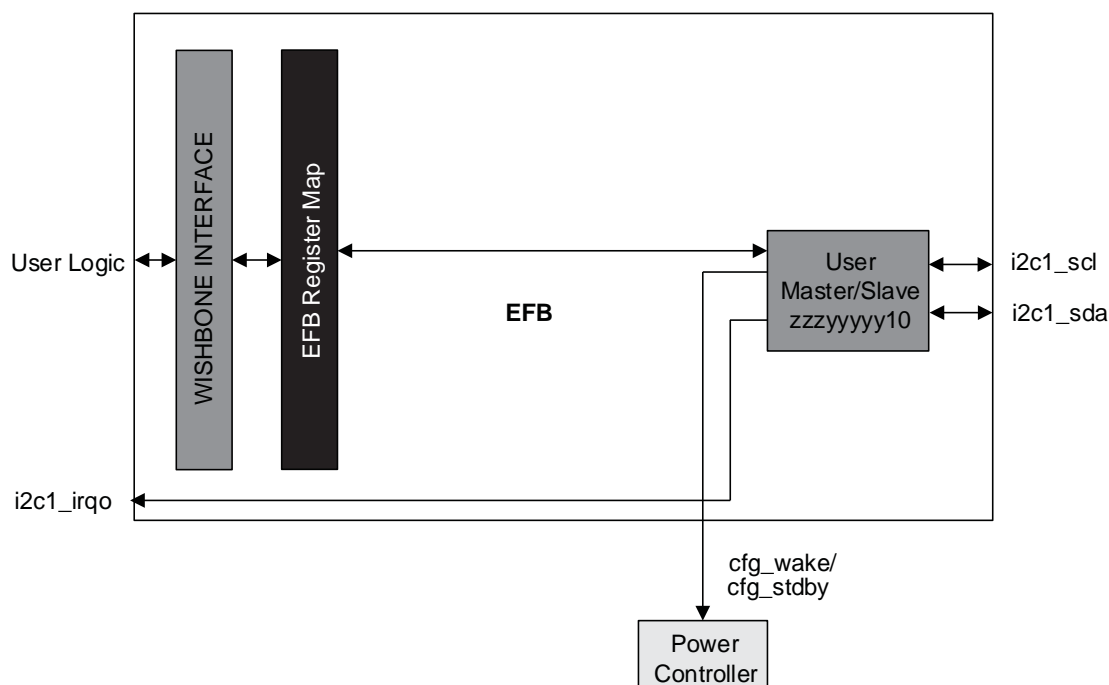 WISHBONE INTERFACE
EFB Register Map
User Logic
EFB
User
Master/Slave
zzzyyyyy10
i2c1_scl
i2c1_sda
i2c1_irqo
cfg_wake/
cfg_stdby
Power
Controller